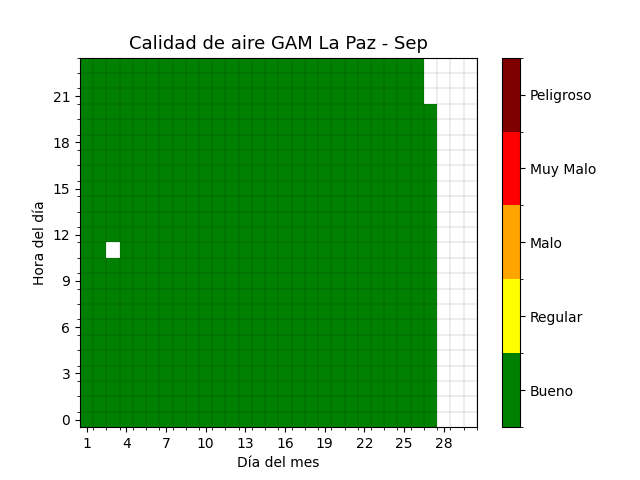 Calidad de aire GAM La Paz - Sep
21
18
15
12
9
6
3
0
Hora del día
1 4 7 10 13 16 19 22 25 28
Día del mes
Peligroso
Muy Malo
Malo
Regular
Bueno